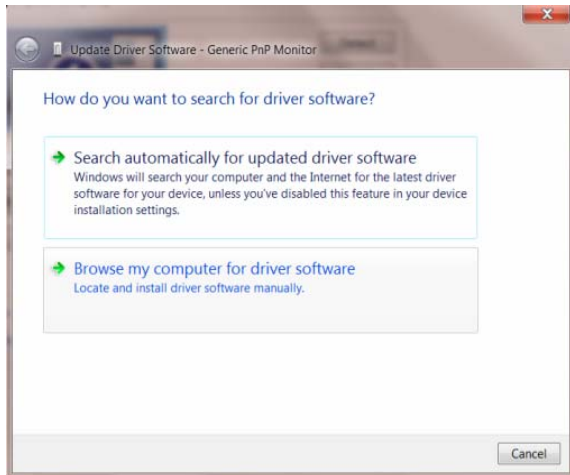 Update Driver Software - Generic PnP Monitor
How do you want to search for driver software?
Search automatically for updated driver software
Windows will search your computer and the Internet for the latest driver
software for your device, unless you've disabled this feature in your device
installation settings.
Browse my computer for driver software
Locate and install driver software manually.
Cancel